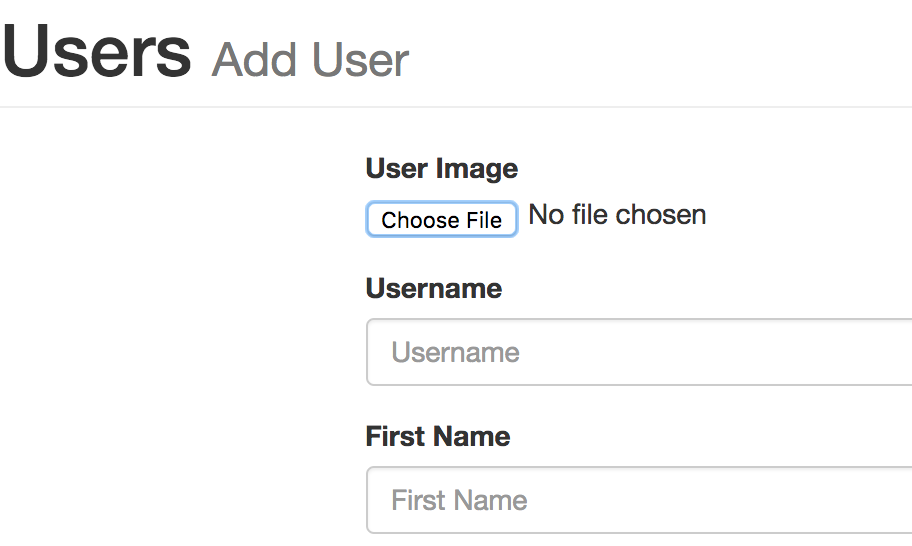 Users Add User
User Image
Choose File No file chosen
Username
Username
First Name
First Name